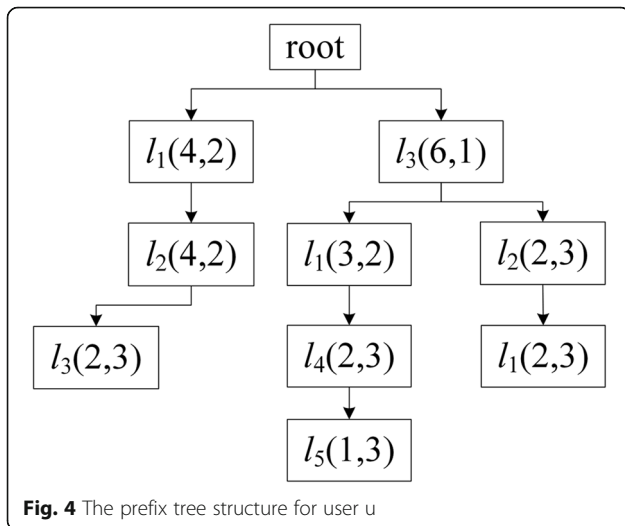 root
l₁(4,2) l₃(6,1)
l₂(4,2) l₁(3,2) l₂(2,3)
l₃(2,3) l₄(2,3) l₁(2,3)
l₅(1,3)
Fig. 4 The prefix tree structure for user u